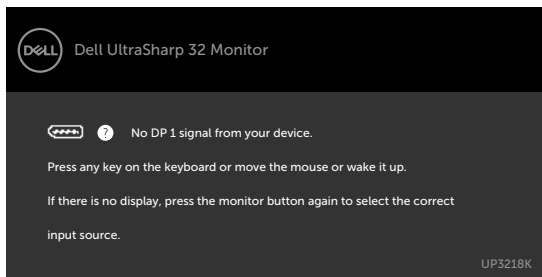 DELL
Dell UltraSharp 32 Monitor
? No DP 1 signal from your device.
Press any key on the keyboard or move the mouse or wake it up.
If there is no display, press the monitor button again to select the correct
input source.
UP3218K